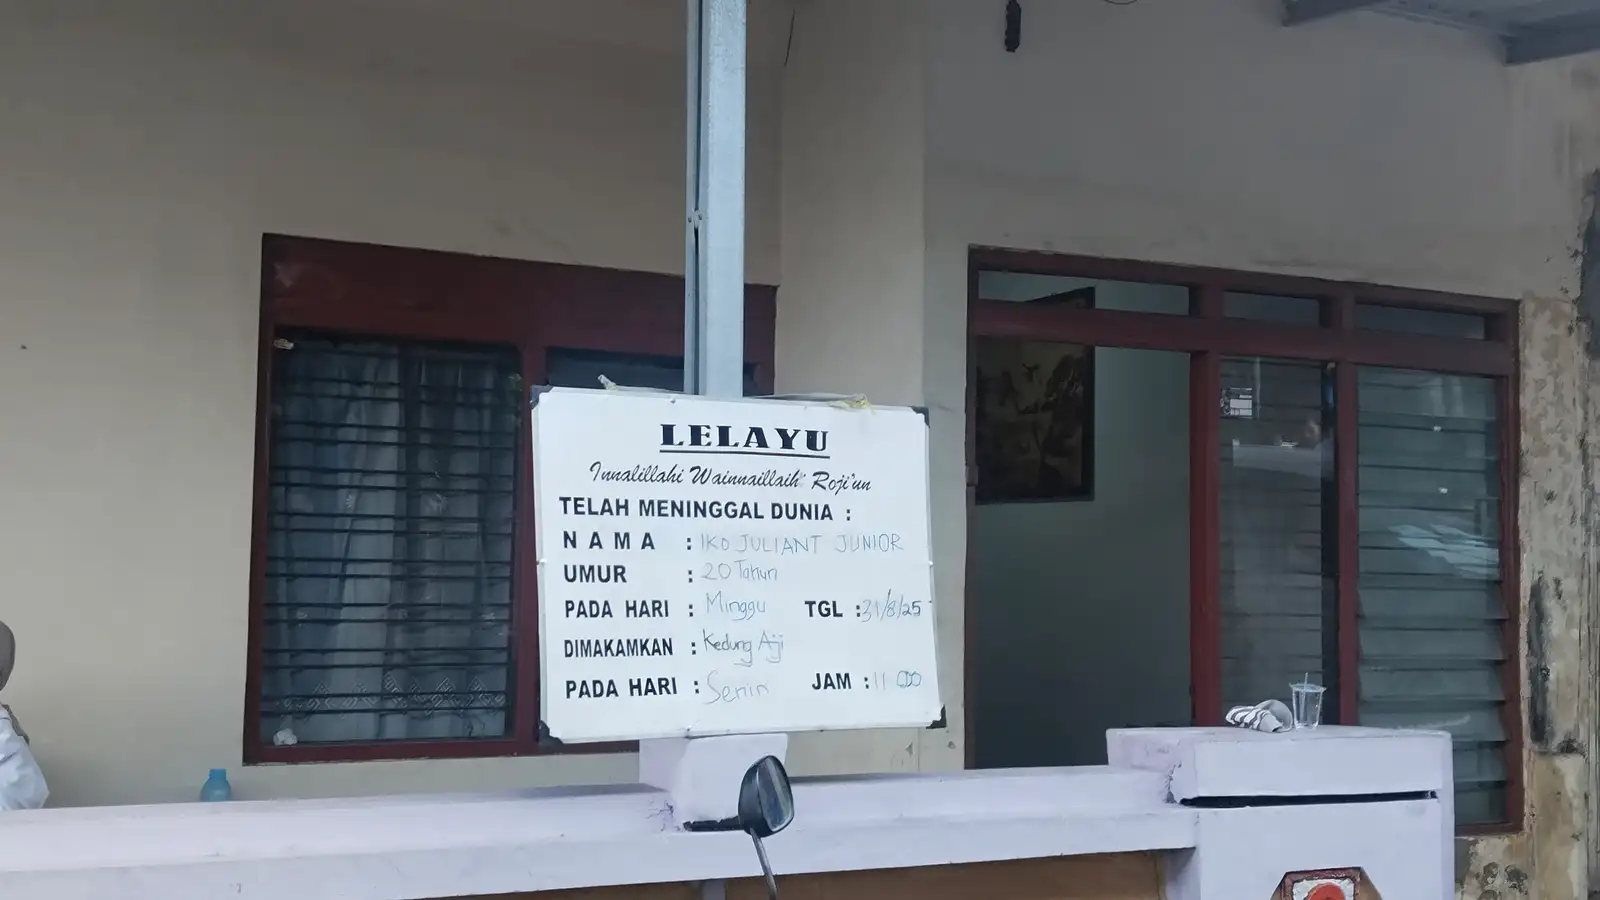 LELAYU
Innalillahi Wainnaillaih Roji'un
TELAH MENINGGAL DUNIA :
NAMA : IKO JULIANT JUNIOR
UMUR : 20 Tahun
PADA HARI : Minggu TGL : 31/8/25
DIMAKAMKAN : Kedung Aji
PADA HARI : Senin JAM : 11 00